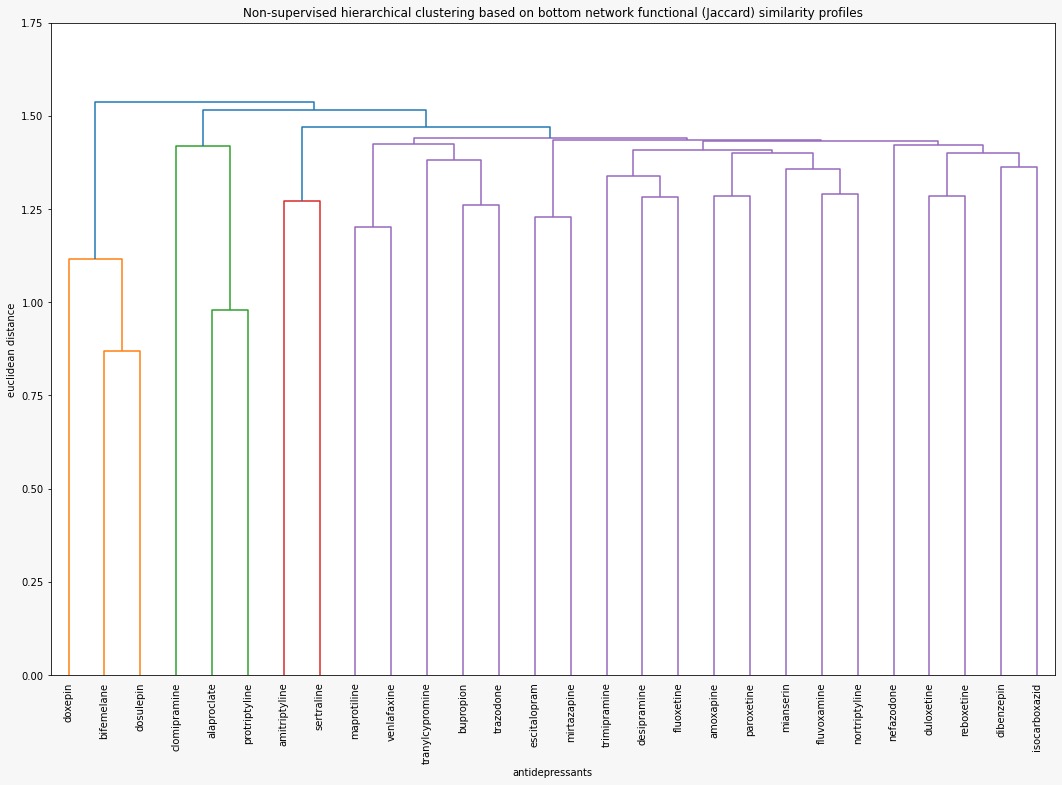 Non-supervised hierarchical clustering based on bottom network functional (Jaccard) similarity profiles
1.75
1.50
1.25
1.00
0.75
0.50
0.25
0.00
euclidean distance
doxepin
bifemelane
dosulepin
clomipramine
alaproclate
protriptyline
amitriptyline
sertraline
maprotiline
venlafaxine
tranylcypromine
bupropion
trazodone
escitalopram
mirtazapine
trimipramine
desipramine
fluoxetine
amoxapine
paroxetine
mianserin
fluvoxamine
nortriptyline
nefazodone
duloxetine
reboxetine
dibenzepin
isocarboxazid
antidepressants